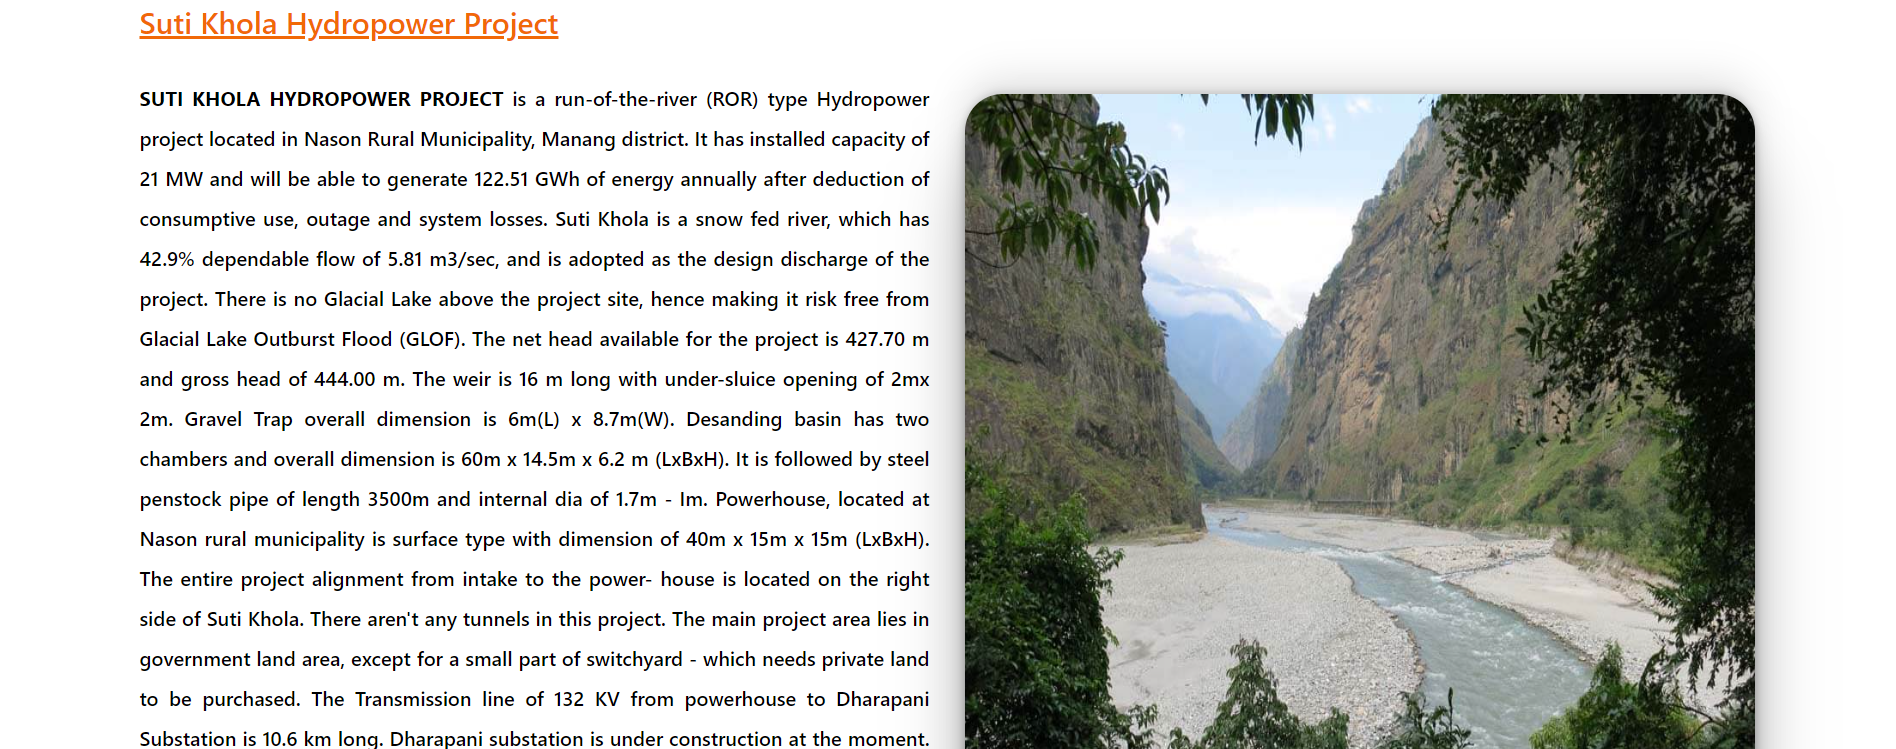 Suti Khola Hydropower Project
SUTI KHOLA HYDROPOWER PROJECT is a run-of-the-river (ROR) type Hydropower
project located in Nason Rural Municipality, Manang district. It has installed capacity of
21 MW and will be able to generate 122.51 GWh of energy annually after deduction of
consumptive use, outage and system losses. Suti Khola is a snow fed river, which has
42.9% dependable flow of 5.81 m3/sec, and is adopted as the design discharge of the
project. There is no Glacial Lake above the project site, hence making it risk free from
Glacial Lake Outburst Flood (GLOF). The net head available for the project is 427.70 m
and gross head of 444.00 m. The weir is 16 m long with under-sluice opening of 2mx
2m. Gravel Trap overall dimension is 6m(L) x 8.7m(W). Desanding basin has two
chambers and overall dimension is 60m x 14.5m x 6.2 m (LxBxH). It is followed by steel
penstock pipe of length 3500m and internal dia of 1.7m - Im. Powerhouse, located at
Nason rural municipality is surface type with dimension of 40m x 15m x 15m (LxBxH).
The entire project alignment from intake to the power- house is located on the right
side of Suti Khola. There aren't any tunnels in this project. The main project area lies in
government land area, except for a small part of switchyard - which needs private land
to be purchased. The Transmission line of 132 KV from powerhouse to Dharapani
Substation is 10.6 km long. Dharapani substation is under construction at the moment.